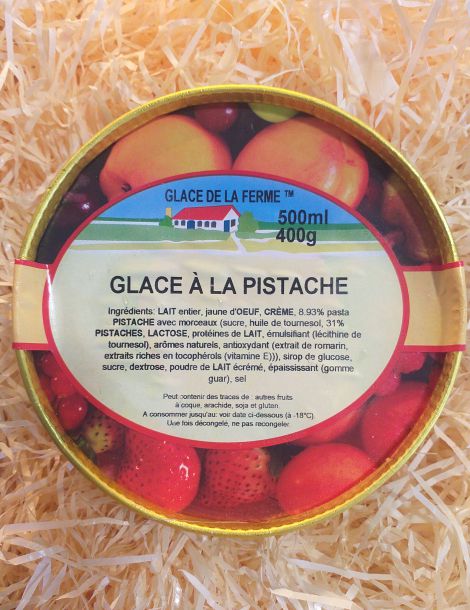 GLACE DE LA FERME ™
500ml
400g
GLACE À LA PISTACHE
Ingrédients: LAIT entier, jaune d'OEUF, CRÈME, 8.93% pasta
PISTACHE avec morceaux (sucre, huile de tournesol, 31%
PISTACHES, LACTOSE, protéines de LAIT, émulsifiant (lécithine de
tournesol), arômes naturels, antioxydant (extrait de romarin,
extraits riches en tocophérols (vitamine E))), sirop de glucose,
sucre, dextrose, poudre de LAIT écrémé, épaississant (gomme
guar), sel
Peut contenir des traces de : autres fruits
à coque, arachide, soja et gluten
A consommer jusqu'au: voir date ci-dessous (à -18°C).
Une fois décongelé, ne pas recongeler.